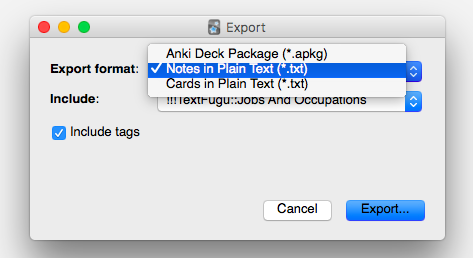 Export
Anki Deck Package (*.apkg)
Export format: ✓ Notes in Plain Text (*.txt)
Cards in Plain Text (*.txt)
Include: !!!TextFugu::Jobs And Occupations
Include tags
Cancel Export...